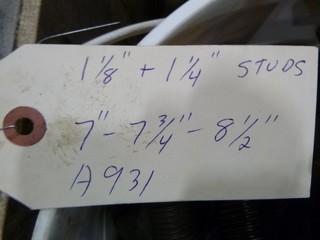 1 1/8" + 1 1/4" STUDS
7" - 7 3/4" - 8 1/2"
A931